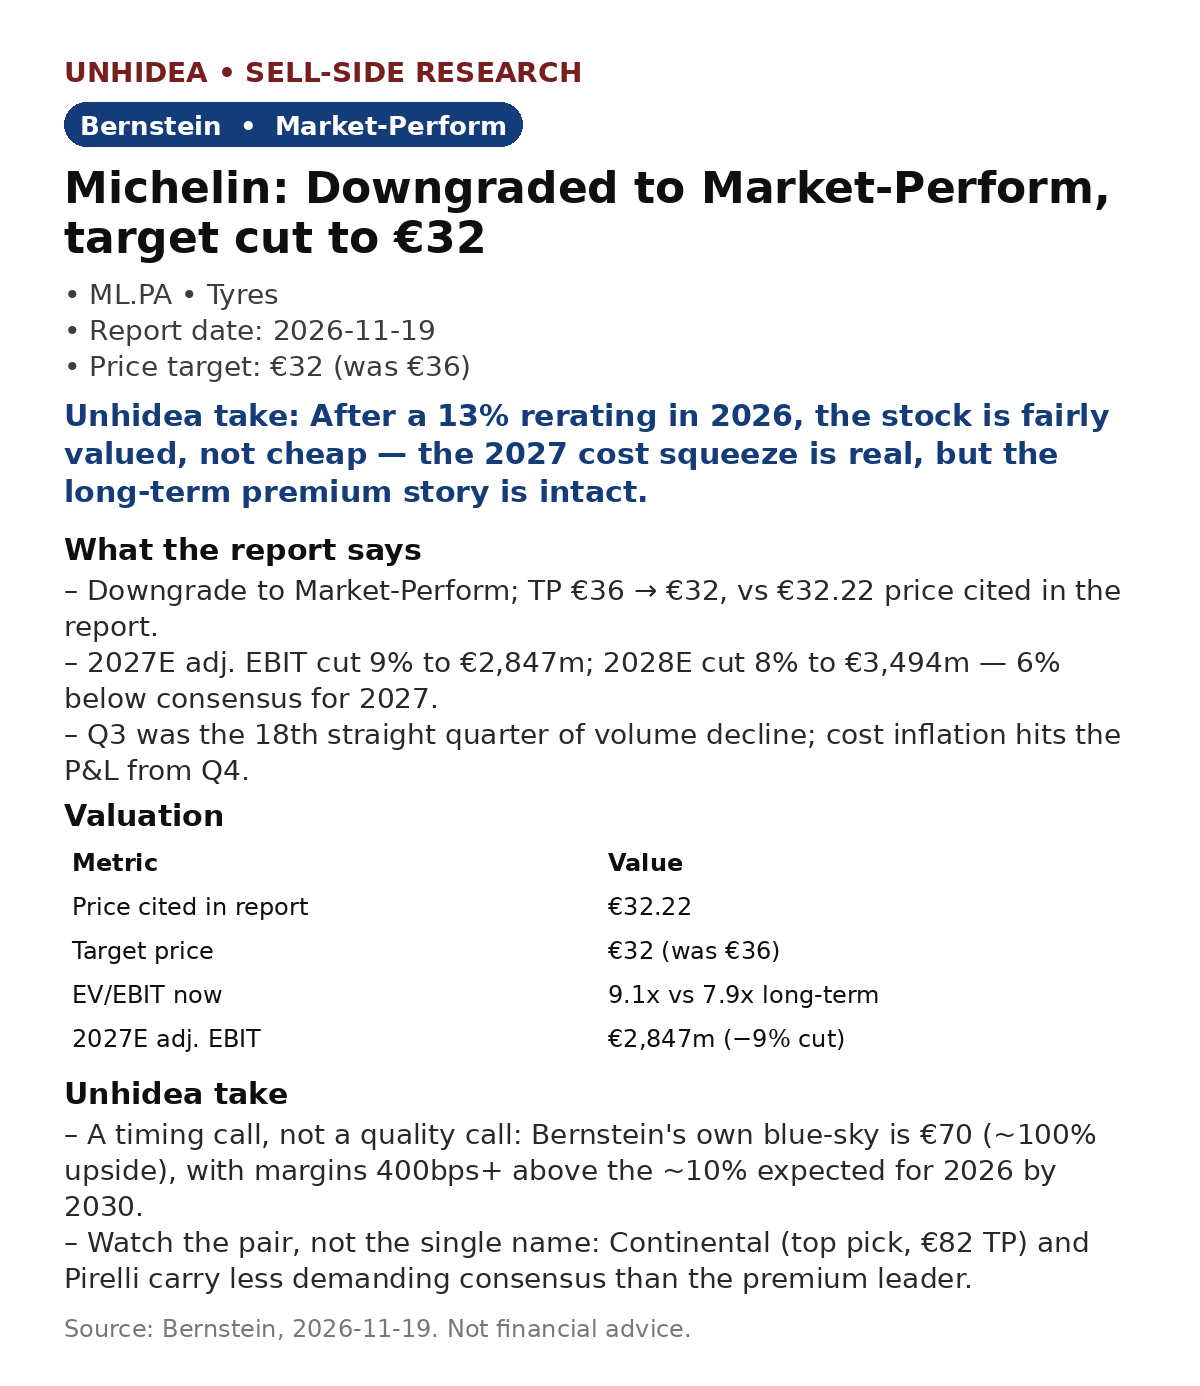 UNHIDEA • SELL-SIDE RESEARCH
Bernstein • Market-Perform
Michelin: Downgraded to Market-Perform,
target cut to €32
• ML.PA • Tyres
• Report date: 2026-11-19
• Price target: €32 (was €36)
Unhidea take: After a 13% rerating in 2026, the stock is fairly
valued, not cheap — the 2027 cost squeeze is real, but the
long-term premium story is intact.
What the report says
– Downgrade to Market-Perform; TP €36 → €32, vs €32.22 price cited in the
report.
– 2027E adj. EBIT cut 9% to €2,847m; 2028E cut 8% to €3,494m — 6%
below consensus for 2027.
– Q3 was the 18th straight quarter of volume decline; cost inflation hits the
P&L from Q4.
Valuation
Metric Value
Price cited in report €32.22
Target price €32 (was €36)
EV/EBIT now 9.1x vs 7.9x long-term
2027E adj. EBIT €2,847m (−9% cut)
Unhidea take
– A timing call, not a quality call: Bernstein's own blue-sky is €70 (~100%
upside), with margins 400bps+ above the ~10% expected for 2026 by
2030.
– Watch the pair, not the single name: Continental (top pick, €82 TP) and
Pirelli carry less demanding consensus than the premium leader.
Source: Bernstein, 2026-11-19. Not financial advice.